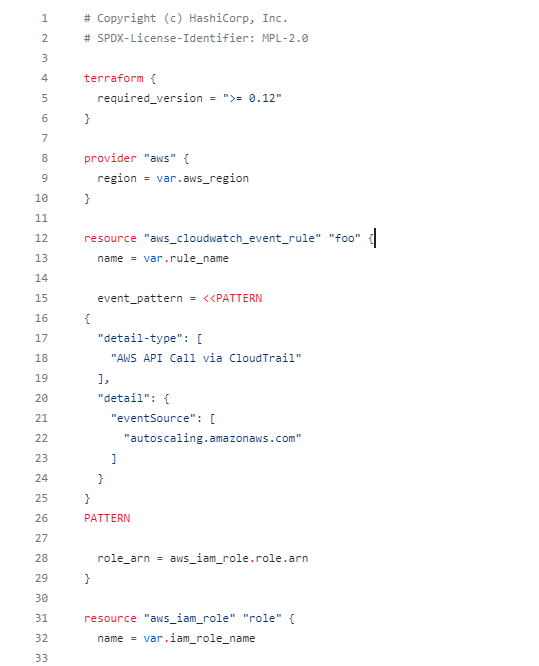 1 # Copyright (c) HashiCorp, Inc.
2 # SPDX-License-Identifier: MPL-2.0
3
4 terraform {
5   required_version = ">= 0.12"
6 }
7
8 provider "aws" {
9   region = var.aws_region
10 }
11
12 resource "aws_cloudwatch_event_rule" "foo" {
13   name = var.rule_name
14
15   event_pattern = <<PATTERN
16 {
17   "detail-type": [
18     "AWS API Call via CloudTrail"
19   ],
20   "detail": {
21     "eventSource": [
22       "autoscaling.amazonaws.com"
23     ]
24   }
25 }
26 PATTERN
27
28   role_arn = aws_iam_role.role.arn
29 }
30
31 resource "aws_iam_role" "role" {
32   name = var.iam_role_name
33